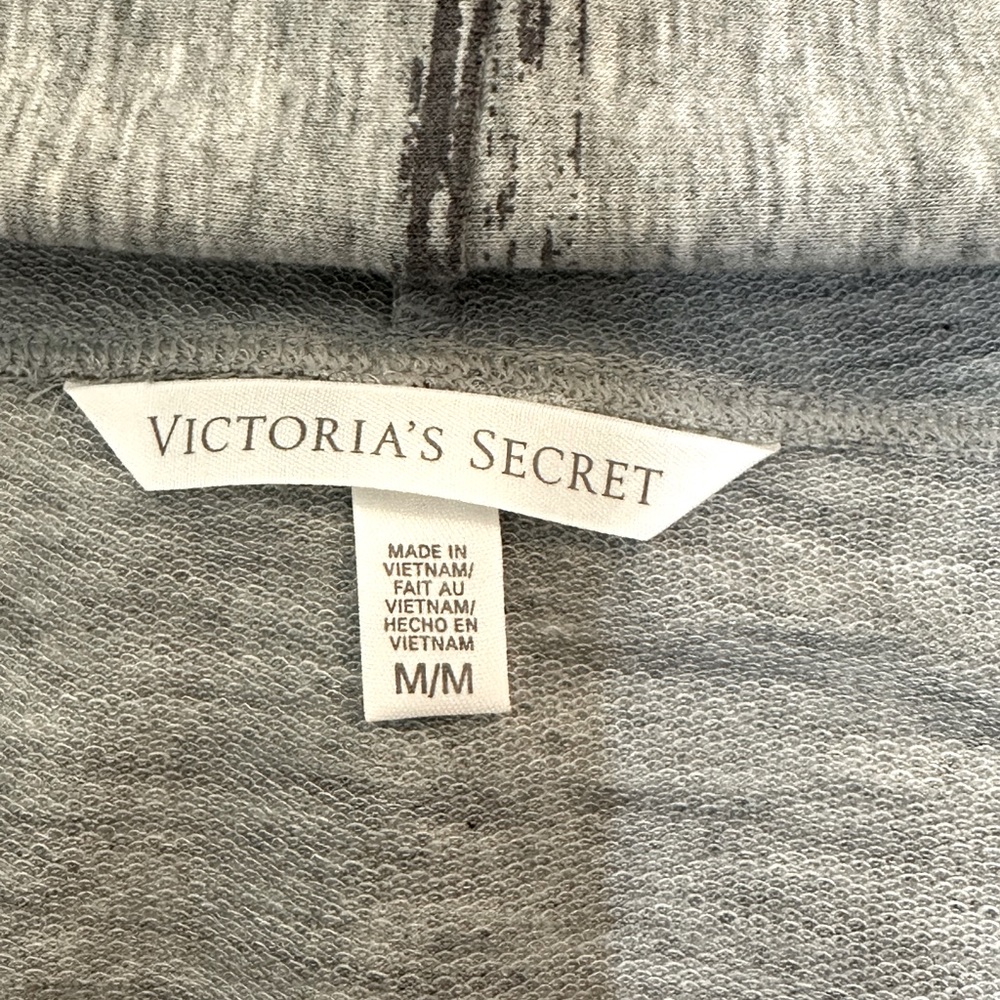 VICTORIA'S SECRET
MADE IN
VIETNAM/
FAIT AU
VIETNAM/
HECHO EN
VIETNAM
M/M